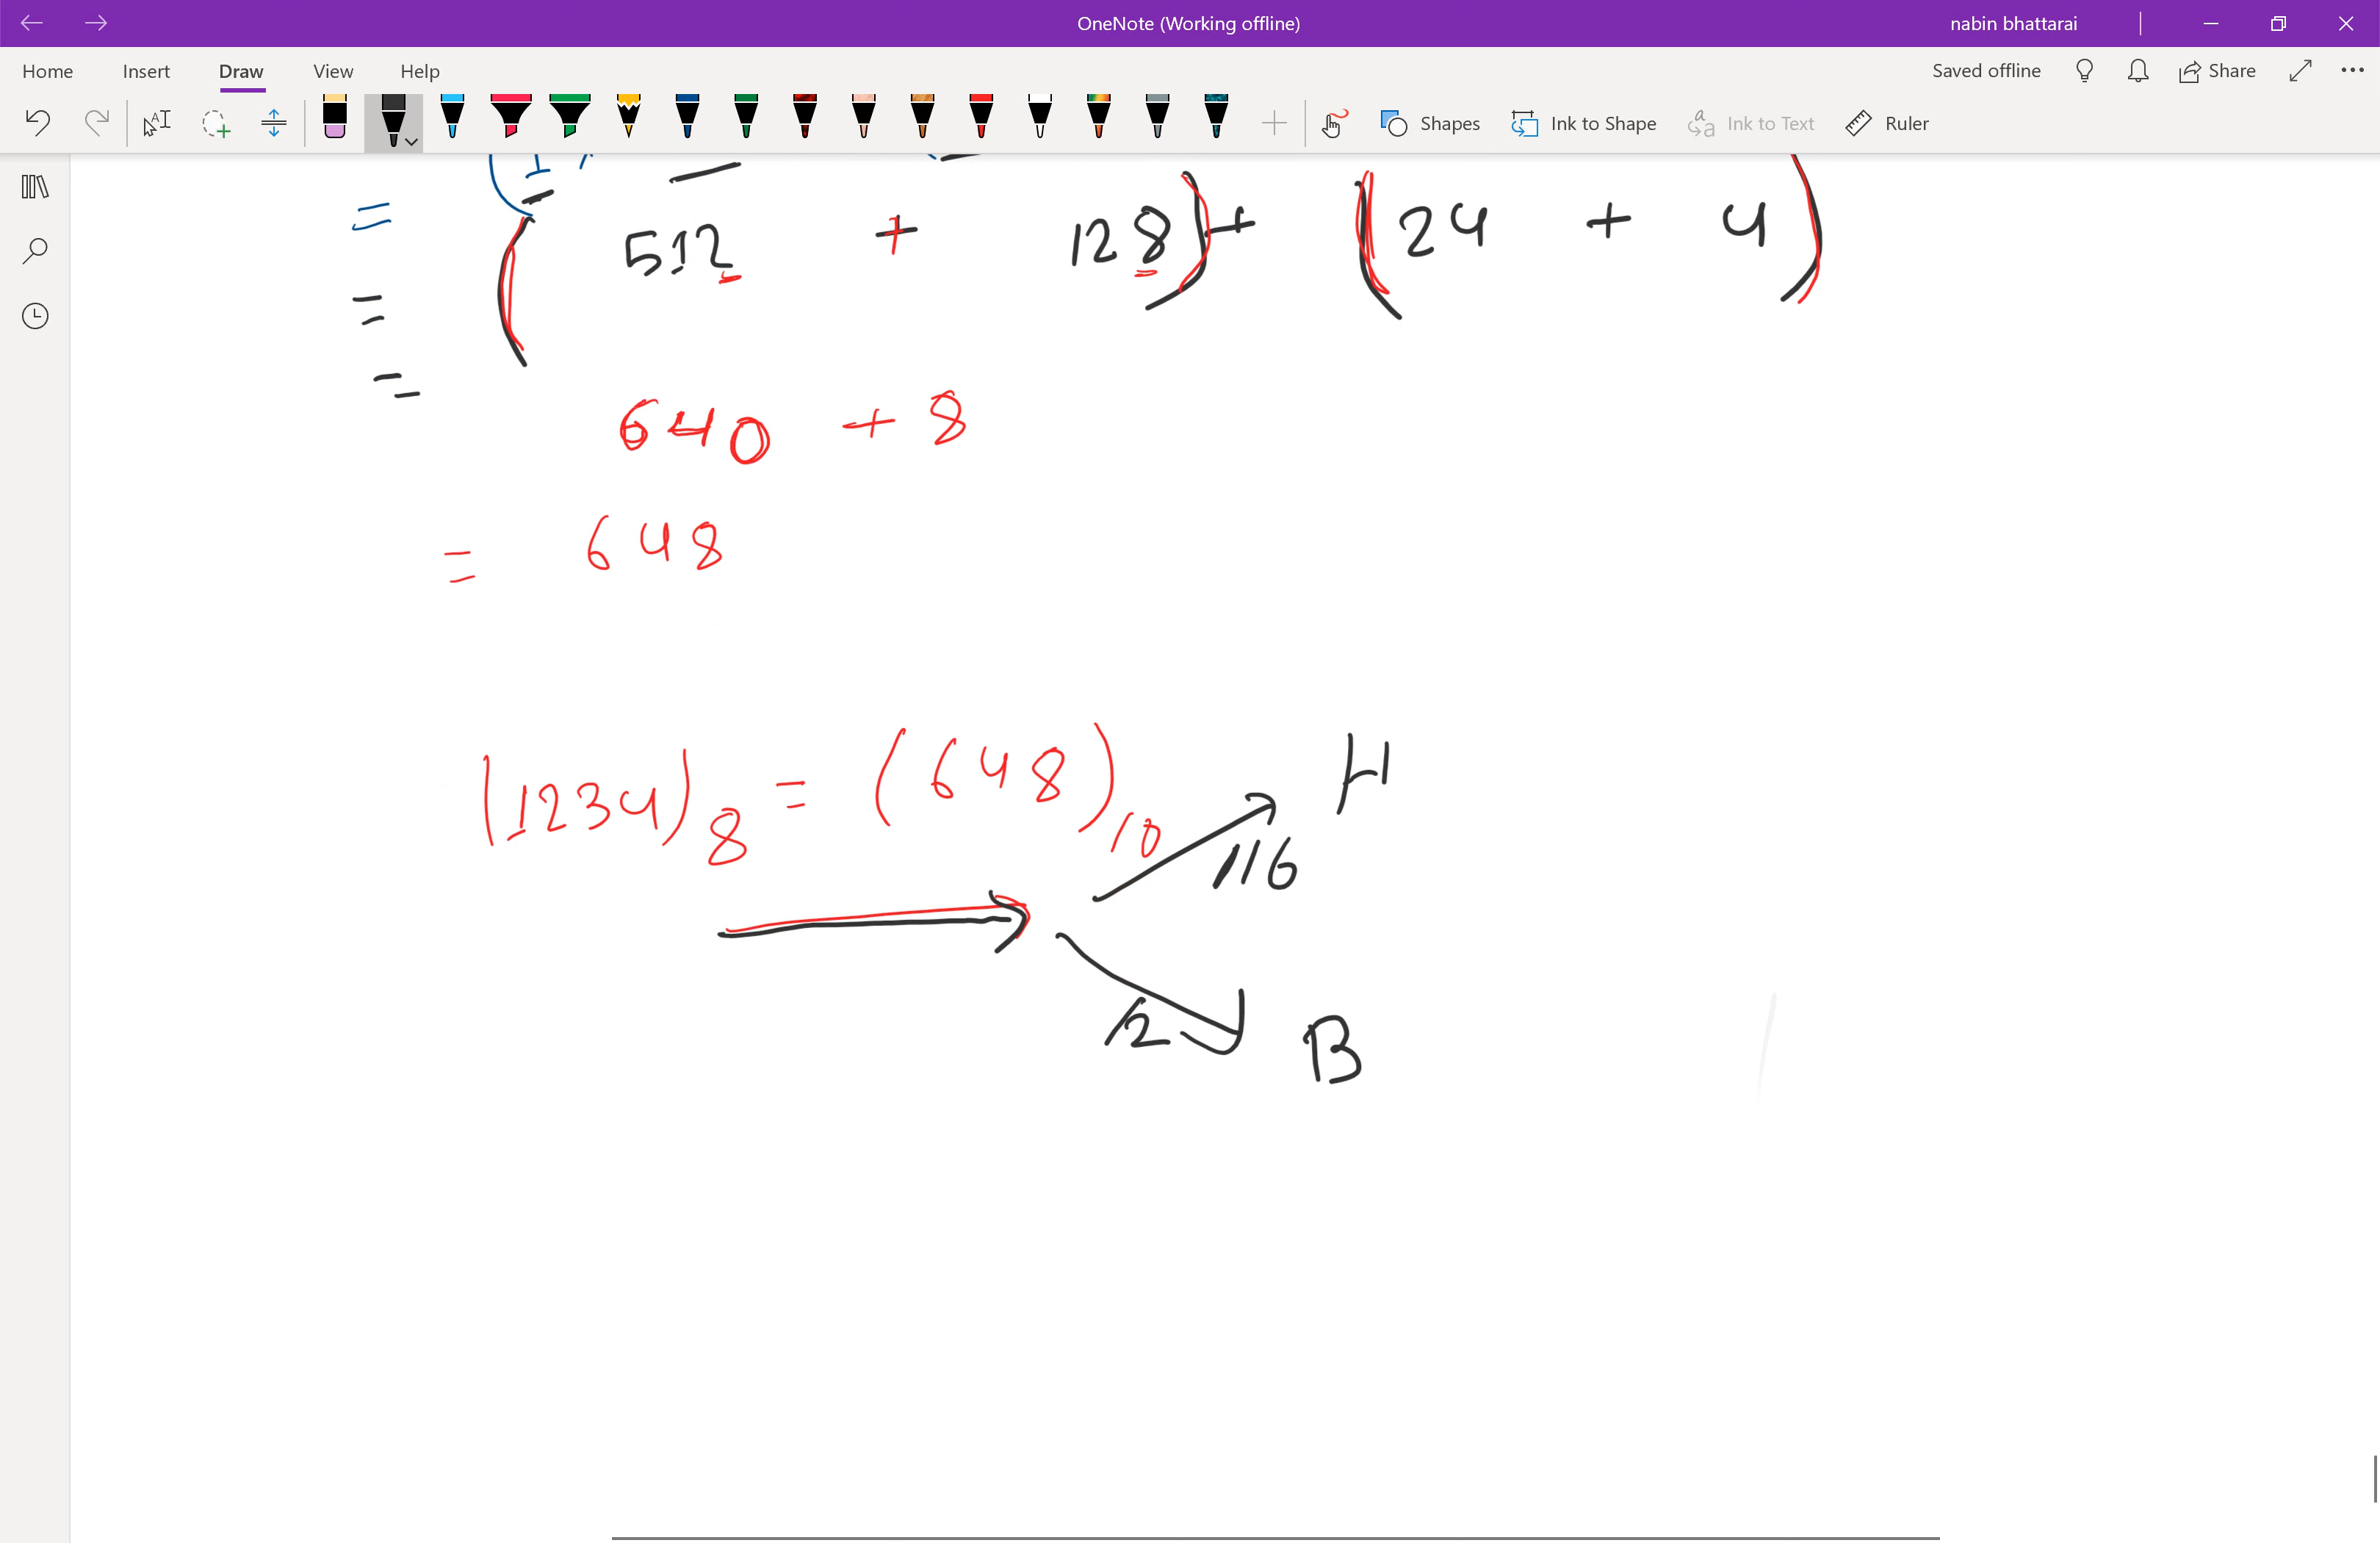 OneNote (Working offline)
nabin bhattarai
Home Insert Draw View Help
Saved offline Share
Shapes Ink to Shape Ink to Text Ruler
= ( 512 + 128 ) + ( 24 + 4 )
=
=
640 + 8
= 648
(1234)8 = (648)10
H
/16
/2
B